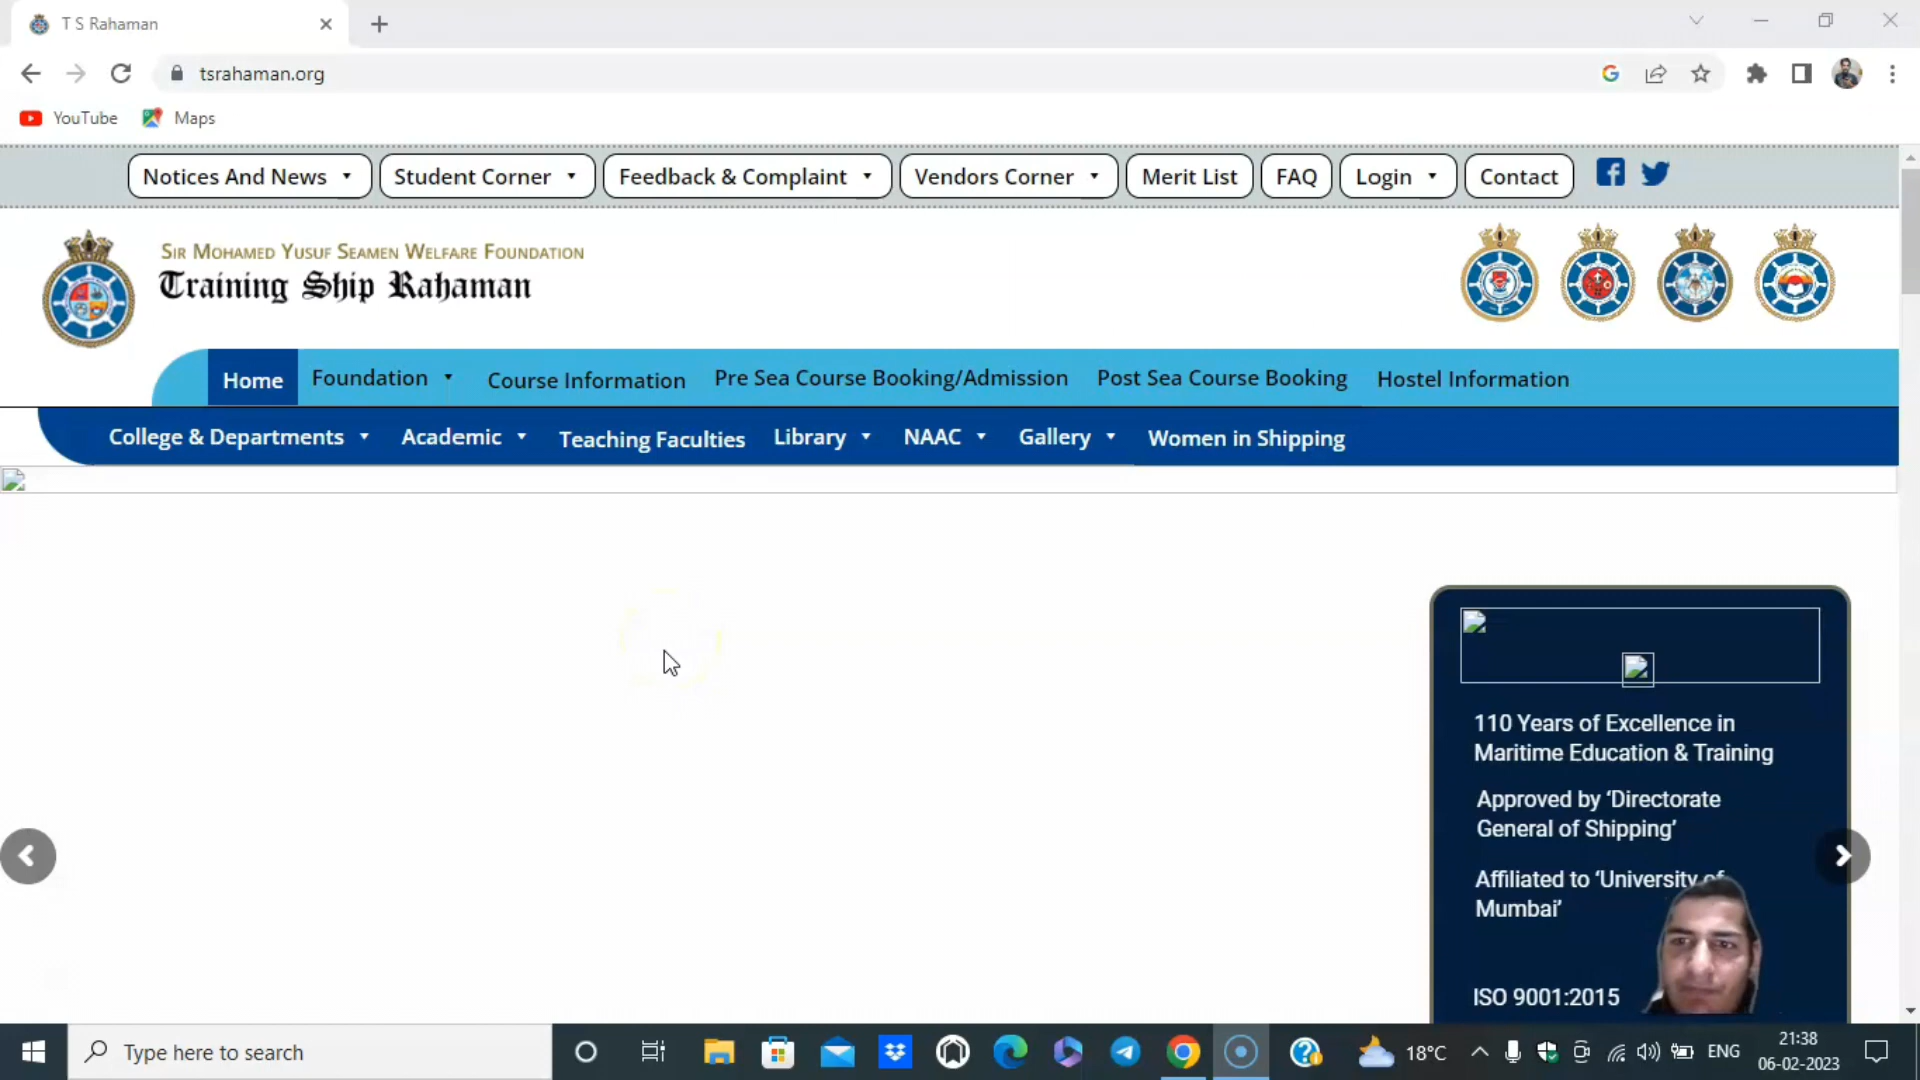 T S Rahaman
tsrahaman.org
YouTube Maps
Notices And News Student Corner Feedback & Complaint Vendors Corner Merit List FAQ Login Contact
SIR MOHAMED YUSUF SEAMEN WELFARE FOUNDATION
Training Ship Rahaman
Home Foundation Course Information Pre Sea Course Booking/Admission Post Sea Course Booking Hostel Information
College & Departments Academic Teaching Faculties Library NAAC Gallery Women in Shipping
110 Years of Excellence in
Maritime Education & Training
Approved by ‘Directorate
General of Shipping’
Affiliated to ‘University of
Mumbai’
ISO 9001:2015
Type here to search
18°C
ENG
21:38
06-02-2023